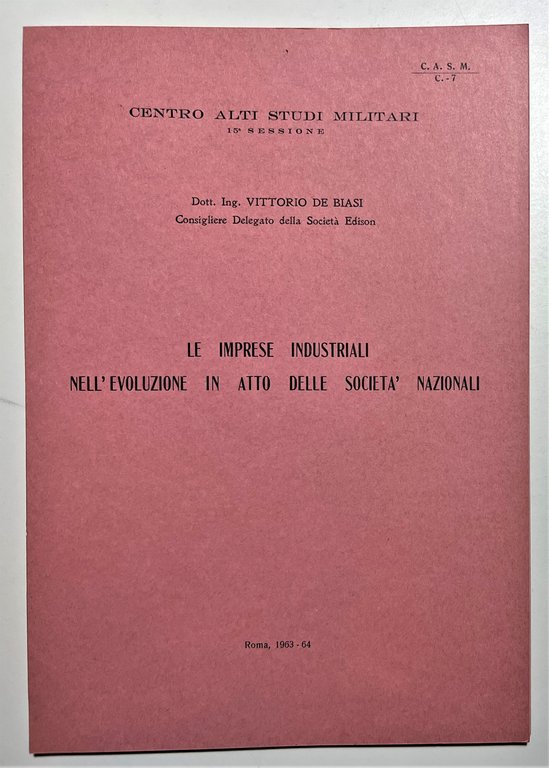 C. A. S. M.
C. - 7
CENTRO ALTI STUDI MILITARI
15ª SESSIONE
Dott. Ing. VITTORIO DE BIASI
Consigliere Delegato della Società Edison
LE IMPRESE INDUSTRIALI
NELL'EVOLUZIONE IN ATTO DELLE SOCIETA' NAZIONALI
Roma, 1963 - 64